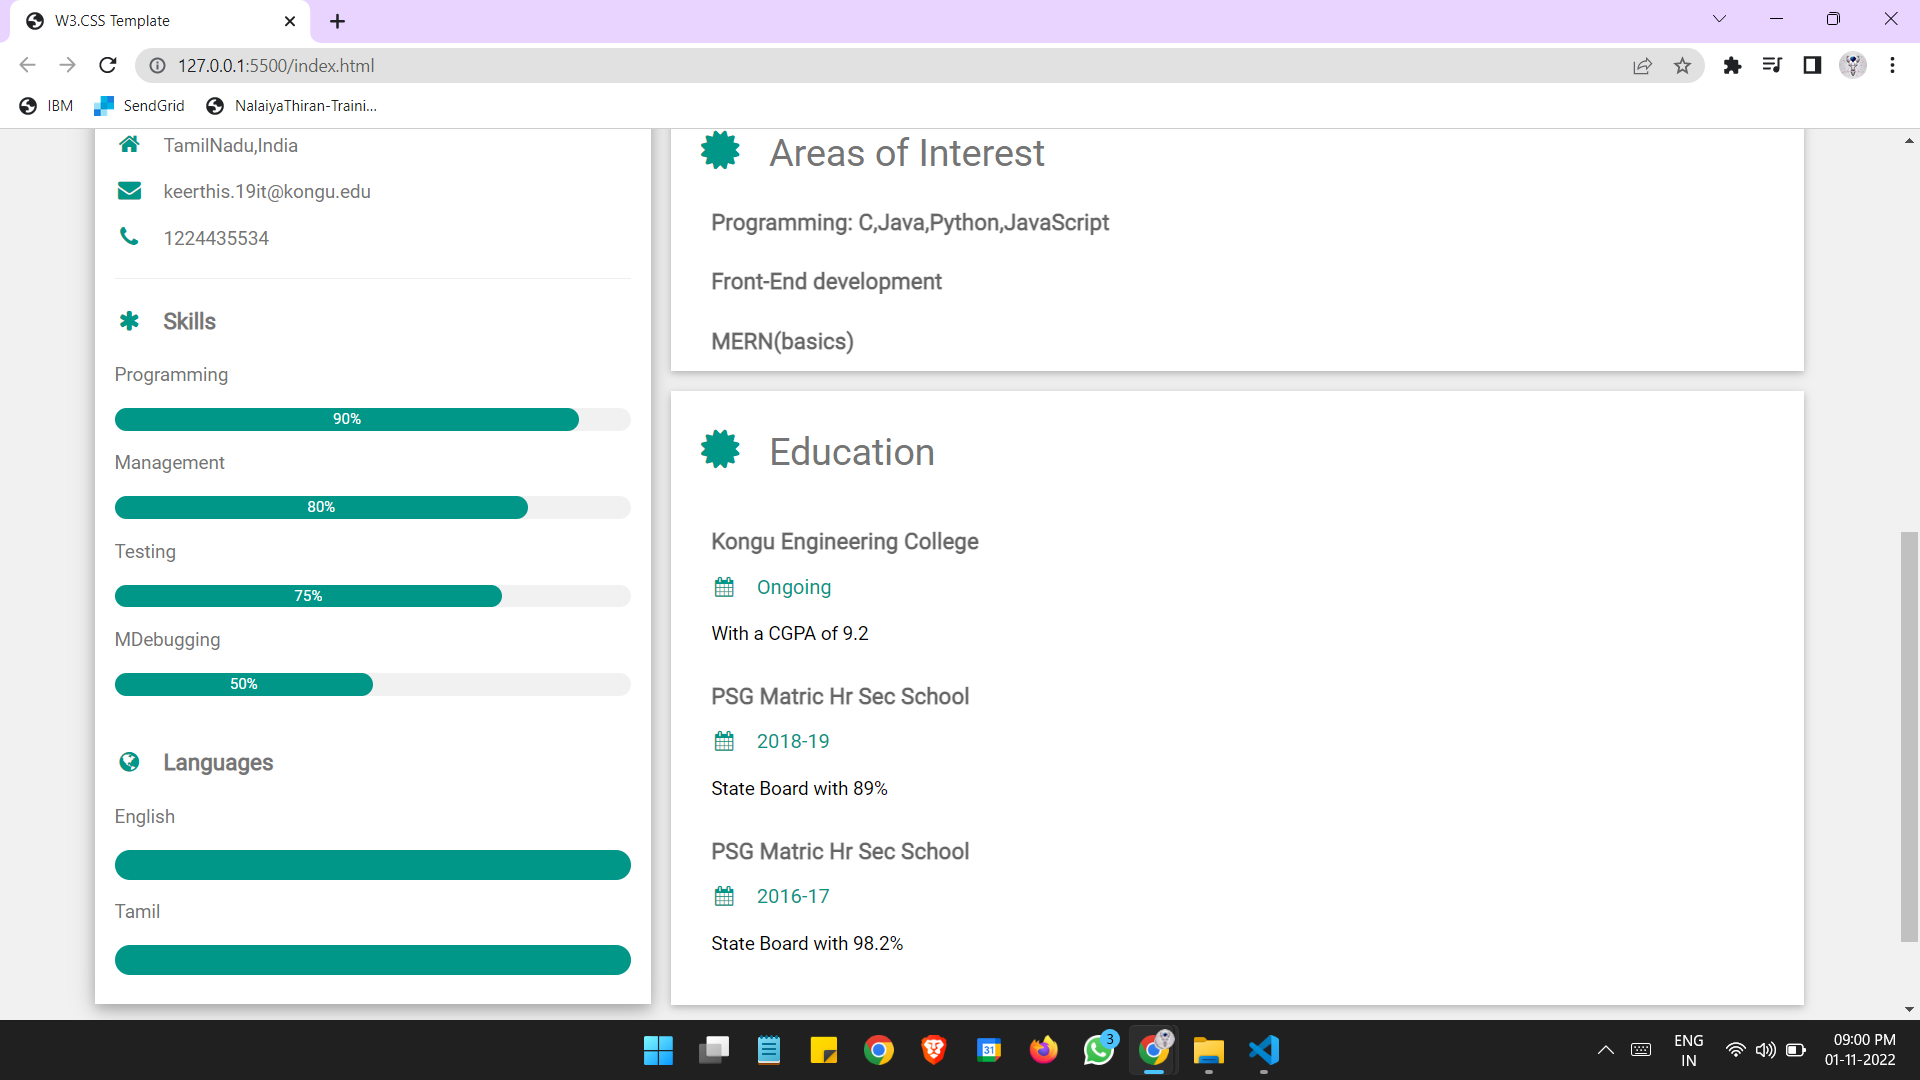 W3.CSS Template
127.0.0.1:5500/index.html
IBM
SendGrid
NalaiyaThiran-Traini...
TamilNadu,India
keerthis.19it@kongu.edu
1224435534
Skills
Programming
90%
Management
80%
Testing
75%
MDebugging
50%
Languages
English
Tamil
Areas of Interest
Programming: C,Java,Python,JavaScript
Front-End development
MERN(basics)
Education
Kongu Engineering College
Ongoing
With a CGPA of 9.2
PSG Matric Hr Sec School
2018-19
State Board with 89%
PSG Matric Hr Sec School
2016-17
State Board with 98.2%
31
3
ENG
IN
09:00 PM
01-11-2022